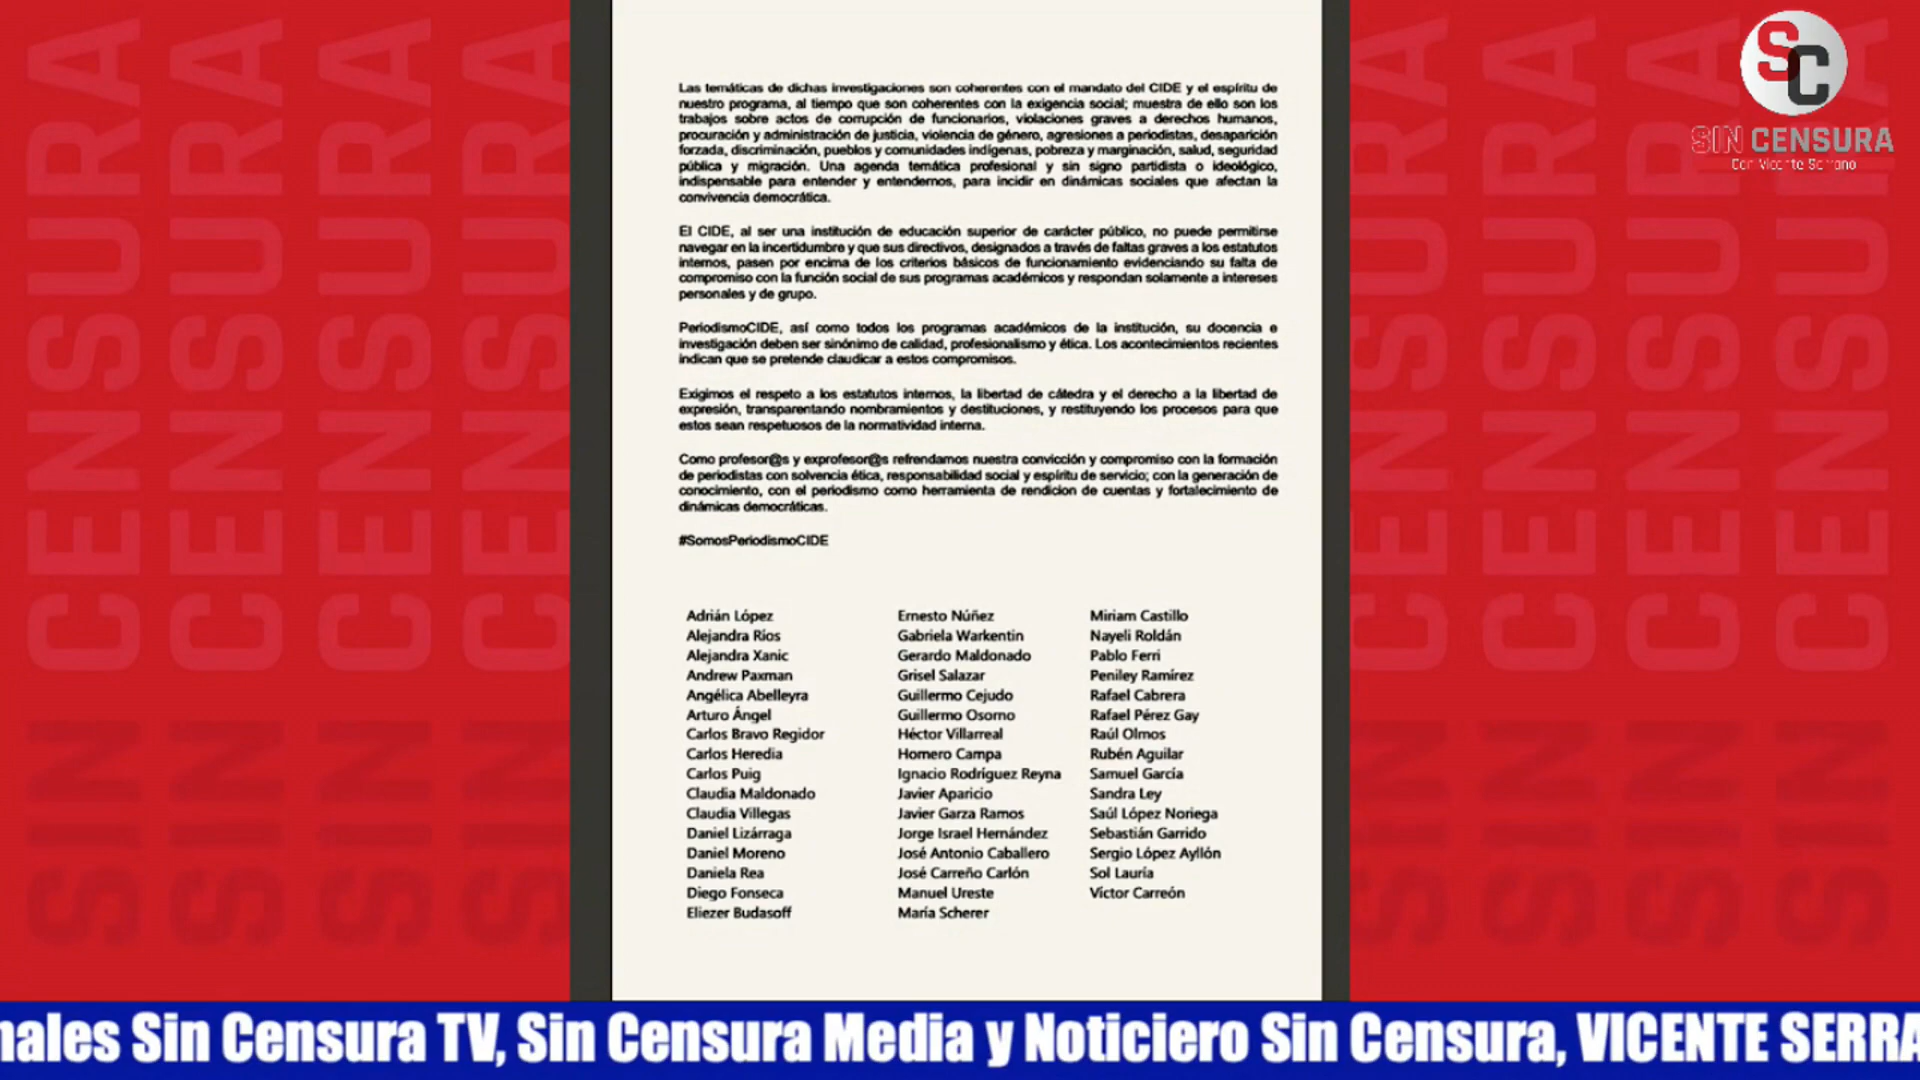 Las temáticas de dichas investigaciones son coherentes con el mandato del CIDE y el espíritu de
nuestro programa, al tiempo que son coherentes con la exigencia social; muestra de ello son los
trabajos sobre actos de corrupción de funcionarios, violaciones graves a derechos humanos,
procuración y administración de justicia, violencia de género, agresiones a periodistas, desaparición
forzada, discriminación, pueblos y comunidades indígenas, pobreza y marginación, salud, seguridad
pública y migración. Una agenda temática profesional y sin signo partidista o ideológico,
indispensable para entender y entendernos, para incidir en dinámicas sociales que afectan la
convivencia democrática.
El CIDE, al ser una institución de educación superior de carácter público, no puede permitirse
navegar en la incertidumbre y que sus directivos, designados a través de faltas graves a los estatutos
internos, pasen por encima de los criterios básicos de funcionamiento evidenciando su falta de
compromiso con la función social de sus programas académicos y respondan solamente a intereses
personales y de grupo.
PeriodismoCIDE, así como todos los programas académicos de la institución, su docencia e
investigación deben ser sinónimo de calidad, profesionalismo y ética. Los acontecimientos recientes
indican que se pretende claudicar a estos compromisos.
Exigimos el respeto a los estatutos internos, la libertad de cátedra y el derecho a la libertad de
expresión, transparentando nombramientos y destituciones, y restituyendo los procesos para que
estos sean respetuosos de la normatividad interna.
Como profesor@s y exprofesor@s refrendamos nuestra convicción y compromiso con la formación
de periodistas con solvencia ética, responsabilidad social y espíritu de servicio; con la generación de
conocimiento, con el periodismo como herramienta de rendicion de cuentas y fortalecimiento de
dinámicas democráticas.
#SomosPeriodismoCIDE
Adrián López
Alejandra Ríos
Alejandra Xanic
Andrew Paxman
Angélica Abelleyra
Arturo Ángel
Carlos Bravo Regidor
Carlos Heredia
Carlos Puig
Claudia Maldonado
Claudia Villegas
Daniel Lizárraga
Daniel Moreno
Daniela Rea
Diego Fonseca
Eliezer Budasoff
Ernesto Núñez
Gabriela Warkentin
Gerardo Maldonado
Grisel Salazar
Guillermo Cejudo
Guillermo Osorno
Héctor Villarreal
Homero Campa
Ignacio Rodríguez Reyna
Javier Aparicio
Javier Garza Ramos
Jorge Israel Hernández
José Antonio Caballero
José Carreño Carlón
Manuel Ureste
María Scherer
Miriam Castillo
Nayeli Roldán
Pablo Ferri
Peniley Ramírez
Rafael Cabrera
Rafael Pérez Gay
Raúl Olmos
Rubén Aguilar
Samuel García
Sandra Ley
Saúl López Noriega
Sebastián Garrido
Sergio López Ayllón
Sol Lauría
Víctor Carreón
SC
SIN CENSURA
Con Vicente Serrano
SIN CENSURA
SIN CENSURA
SIN CENSURA
SIN CENSURA
SIN CENSURA
SIN CENSURA
SIN CENSURA
SIN CENSURA
nales Sin Censura TV, Sin Censura Media y Noticiero Sin Censura, VICENTE SERRA